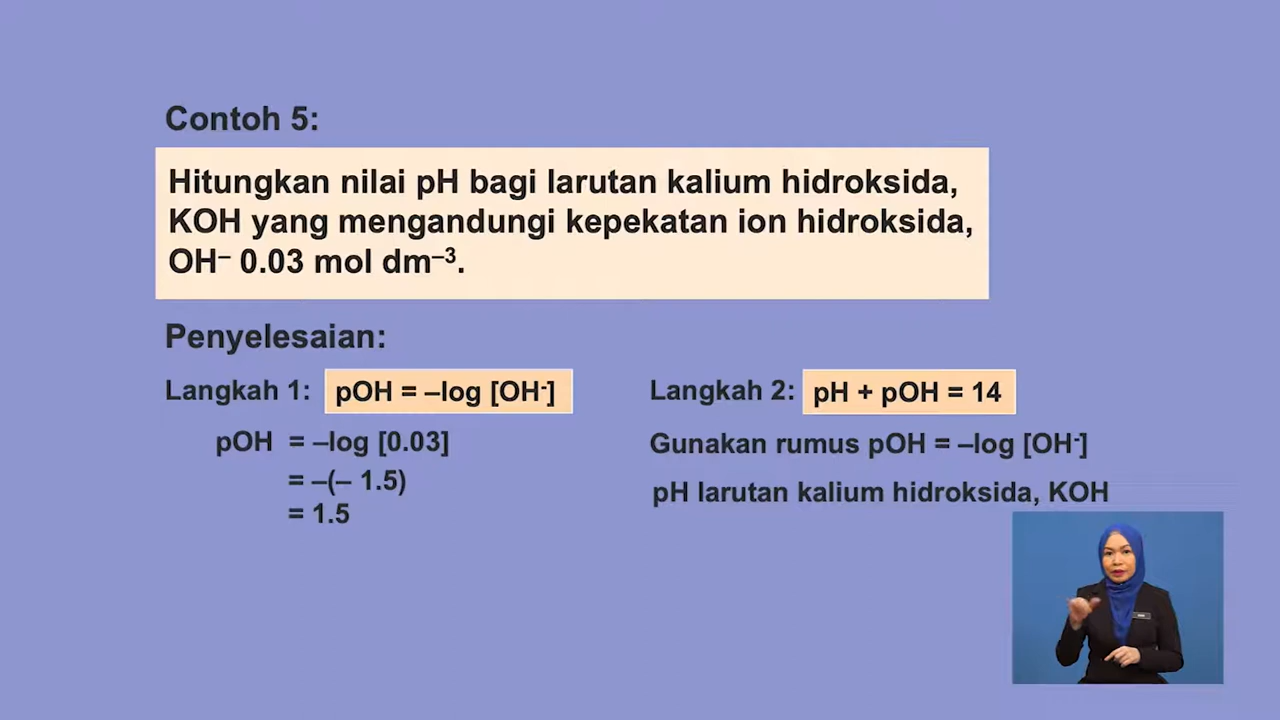 Contoh 5:
Hitungkan nilai pH bagi larutan kalium hidroksida,
KOH yang mengandungi kepekatan ion hidroksida,
OH⁻ 0.03 mol dm⁻³.
Penyelesaian:
Langkah 1: pOH = –log [OH⁻]
pOH = –log [0.03]
= –(– 1.5)
= 1.5
Langkah 2: pH + pOH = 14
Gunakan rumus pOH = –log [OH⁻]
pH larutan kalium hidroksida, KOH